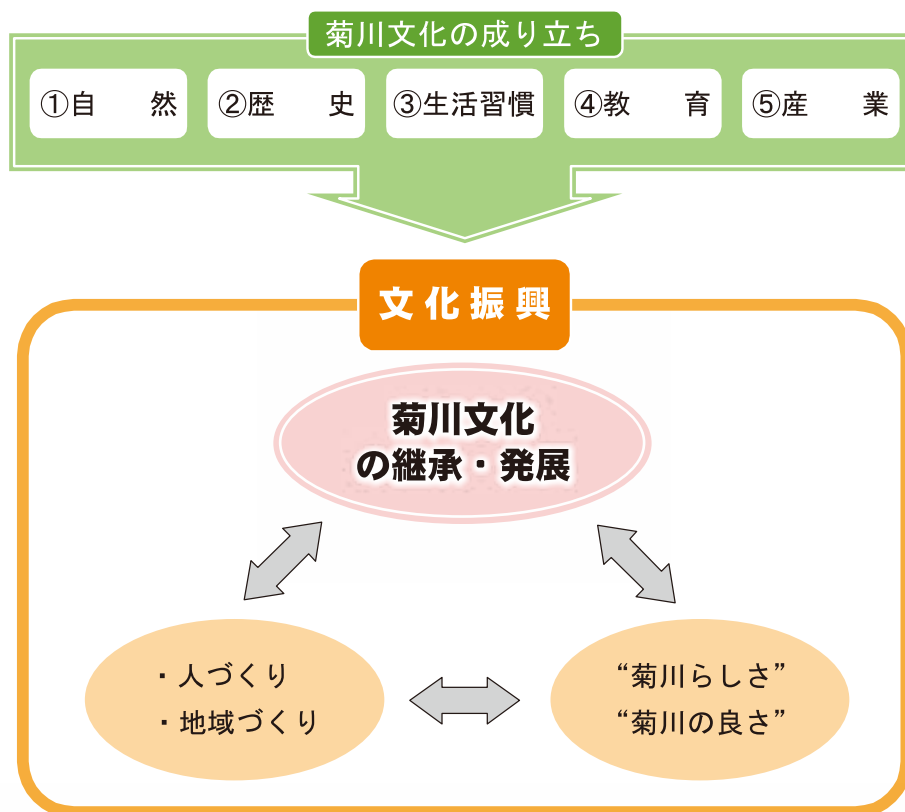 菊川文化の成り立ち
①自　然
②歴　史
③生活習慣
④教　育
⑤産　業
文化振興
菊川文化
の継承・発展
・人づくり
・地域づくり
“菊川らしさ”
“菊川の良さ”